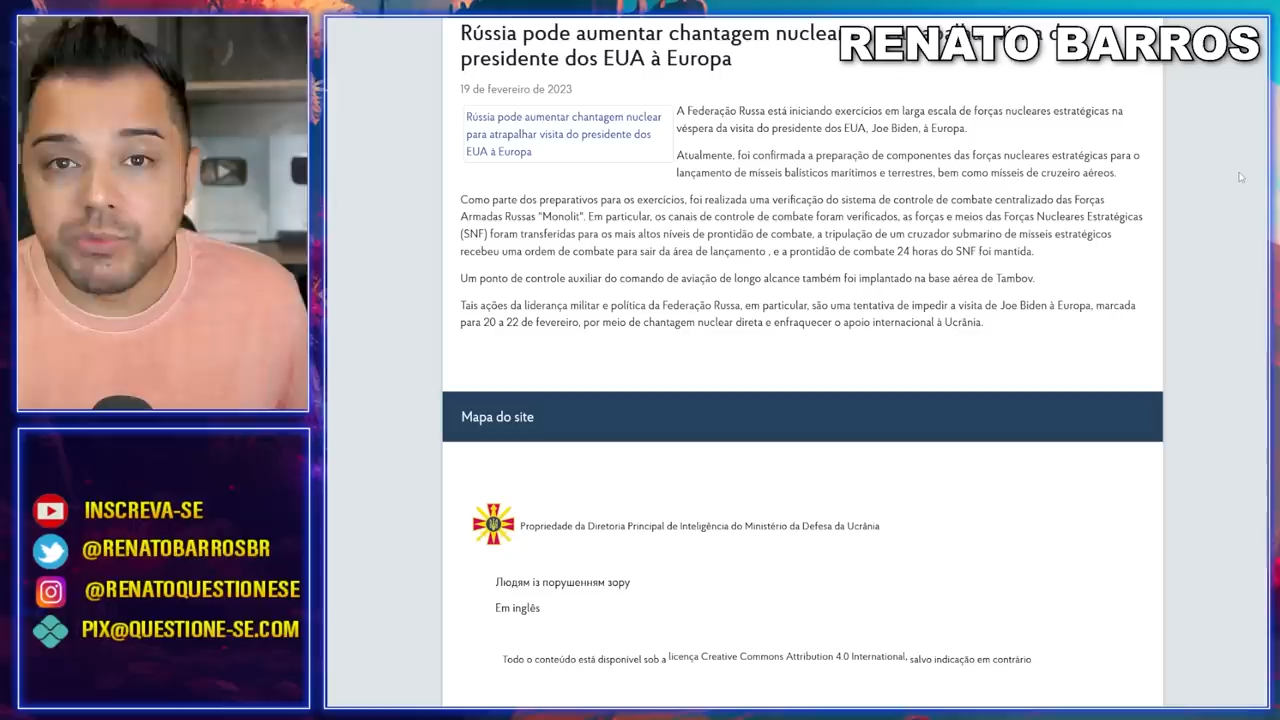 RENATO BARROS
Rússia pode aumentar chantagem nuclear
presidente dos EUA à Europa
19 de fevereiro de 2023
Rússia pode aumentar chantagem nuclear
para atrapalhar visita do presidente dos
EUA à Europa
A Federação Russa está iniciando exercícios em larga escala de forças nucleares estratégicas na
véspera da visita do presidente dos EUA, Joe Biden, à Europa.
Atualmente, foi confirmada a preparação de componentes das forças nucleares estratégicas para o
lançamento de mísseis balísticos marítimos e terrestres, bem como mísseis de cruzeiro aéreos.
Como parte dos preparativos para os exercícios, foi realizada uma verificação do sistema de controle de combate centralizado das Forças
Armadas Russas "Monolit". Em particular, os canais de controle de combate foram verificados, as forças e meios das Forças Nucleares Estratégicas
(SNF) foram transferidas para os mais altos níveis de prontidão de combate, a tripulação de um cruzador submarino de mísseis estratégicos
recebeu uma ordem de combate para sair da área de lançamento , e a prontidão de combate 24 horas do SNF foi mantida.
Um ponto de controle auxiliar do comando de aviação de longo alcance também foi implantado na base aérea de Tambov.
Tais ações da liderança militar e política da Federação Russa, em particular, são uma tentativa de impedir a visita de Joe Biden à Europa, marcada
para 20 a 22 de fevereiro, por meio de chantagem nuclear direta e enfraquecer o apoio internacional à Ucrânia.
Mapa do site
Propriedade da Diretoria Principal de Inteligência do Ministério da Defesa da Ucrânia
Людям із порушенням зору
Em inglês
Todo o conteúdo está disponível sob a licença Creative Commons Attribution 4.0 International, salvo indicação em contrário
INSCREVA-SE
@RENATOBARROSBR
@RENATOQUESTIONESE
PIX@QUESTIONE-SE.COM